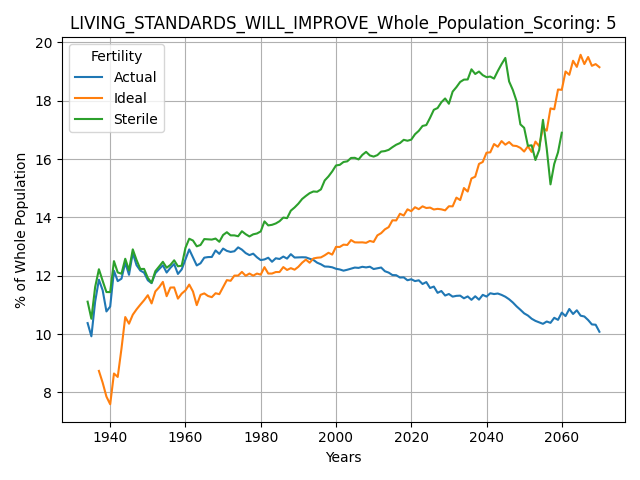 LIVING_STANDARDS_WILL_IMPROVE_Whole_Population_Scoring: 5
Fertility
Actual
Ideal
Sterile
% of Whole Population
20
18
16
14
12
10
8
1940 1960 1980 2000 2020 2040 2060
Years